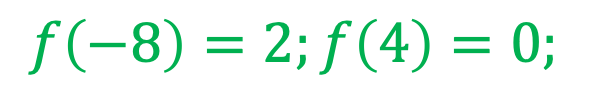 f(−8) = 2; f(4) = 0;